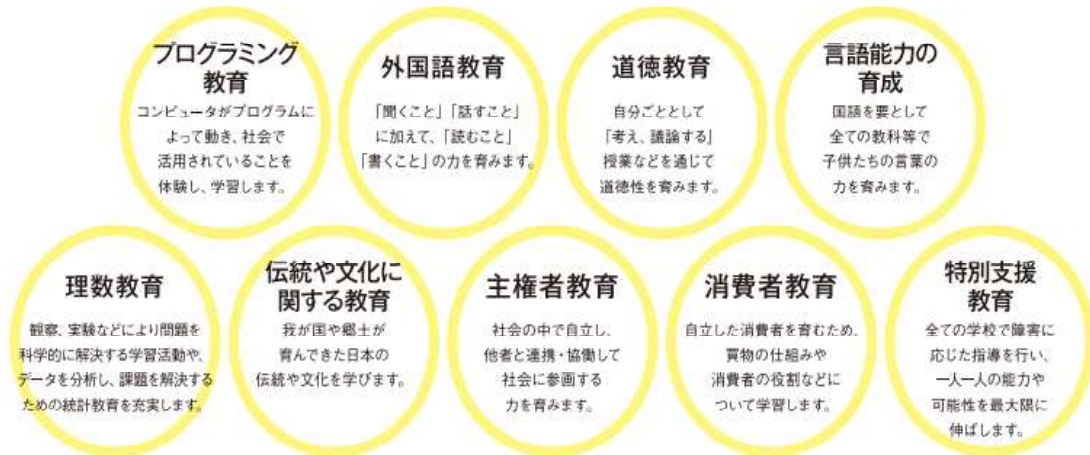 プログラミング
教育
コンピュータがプログラムに
よって動き、社会で
活用されていることを
体験し、学習します。
外国語教育
「聞くこと」「話すこと」
に加えて、「読むこと」
「書くこと」の力を育みます。
道徳教育
自分ごととして
「考え、議論する」
授業などを通じて
道徳性を育みます。
言語能力の
育成
国語を要として
全ての教科等で
子供たちの言葉の
力を育みます。
理数教育
観察、実験などにより問題を
科学的に解決する学習活動や、
データを分析し、課題を解決する
ための統計教育を充実します。
伝統や文化に
関する教育
我が国や郷土が
育んできた日本の
伝統や文化を学びます。
主権者教育
社会の中で自立し、
他者と連携・協働して
社会に参画する
力を育みます。
消費者教育
自立した消費者を育むため、
買物の仕組みや
消費者の役割などに
ついて学習します。
特別支援
教育
全ての学校で障害に
応じた指導を行い、
一人一人の能力や
可能性を最大限に
伸ばします。